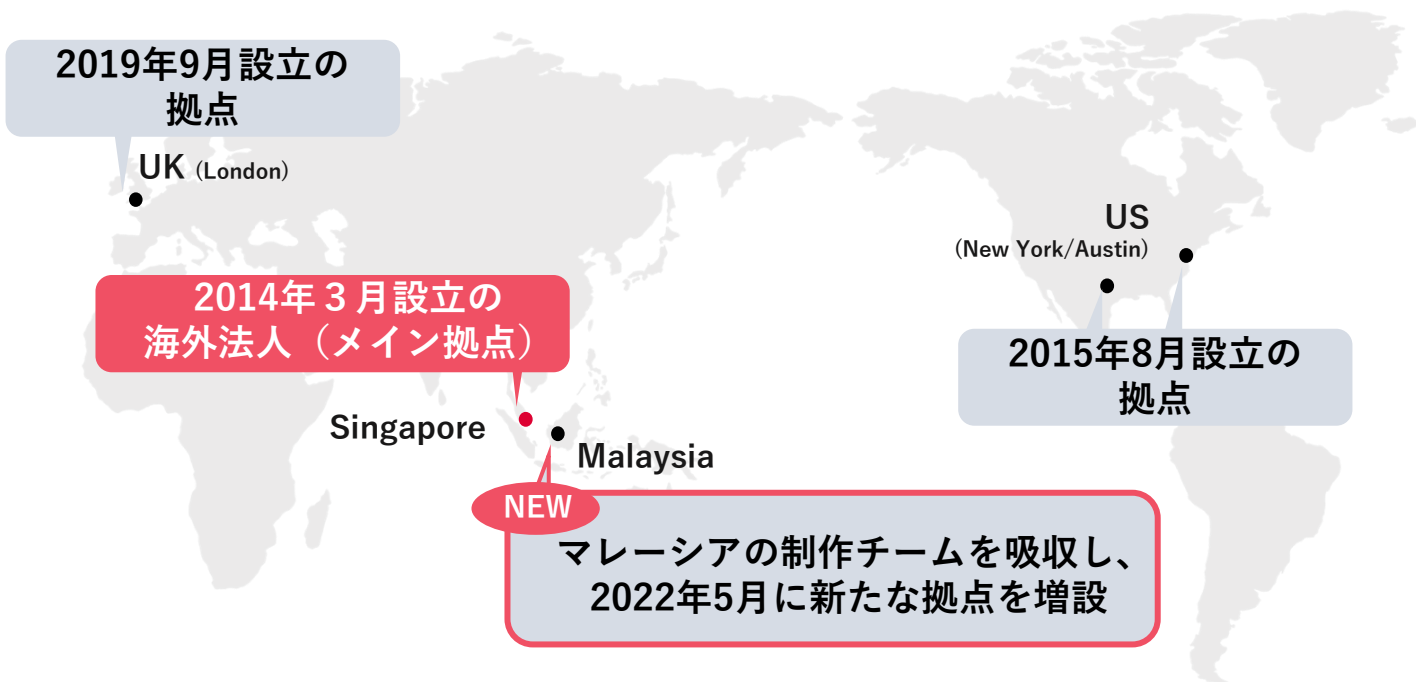 2019年9月設立の
拠点
UK (London)
US
(New York/Austin)
2014年３月設立の
海外法人（メイン拠点）
2015年8月設立の
拠点
Singapore
Malaysia
NEW
マレーシアの制作チームを吸収し、
2022年5月に新たな拠点を増設